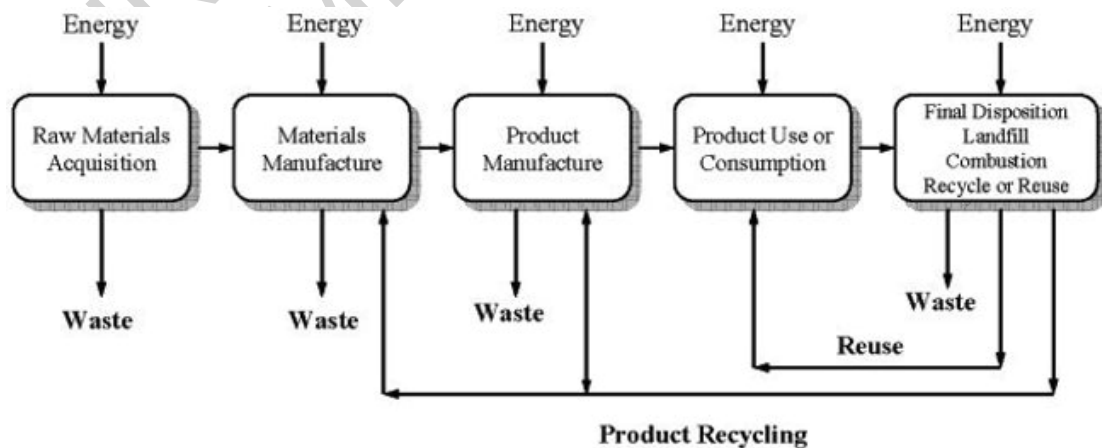 Energy
Energy
Energy
Energy
Energy
Raw Materials
Acquisition
Materials
Manufacture
Product
Manufacture
Product Use or
Consumption
Final Disposition
Landfill
Combustion
Recycle or Reuse
Waste
Waste
Waste
Waste
Reuse
Product Recycling